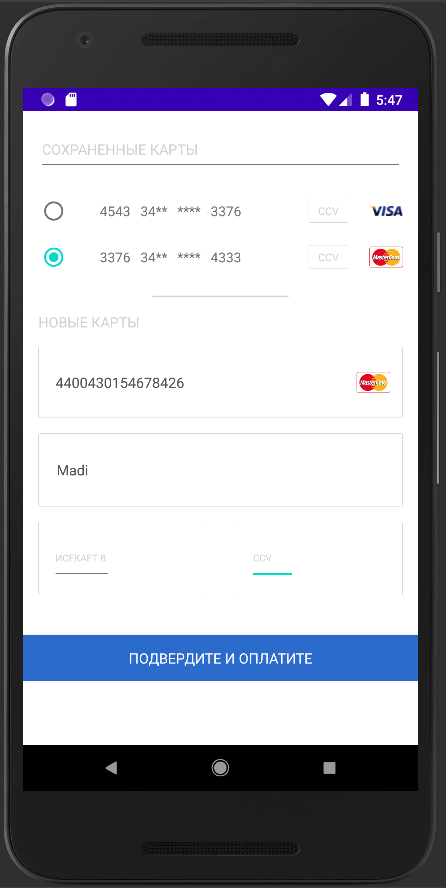 5:47
СОХРАНЕННЫЕ КАРТЫ
4543 34** **** 3376 CCV VISA
3376 34** **** 4333 CCV MasterCard
НОВЫЕ КАРТЫ
4400430154678426 MasterCard
Madi
ИСЕКАЕТ В CCV
ПОДВЕРДИТЕ И ОПЛАТИТЕ